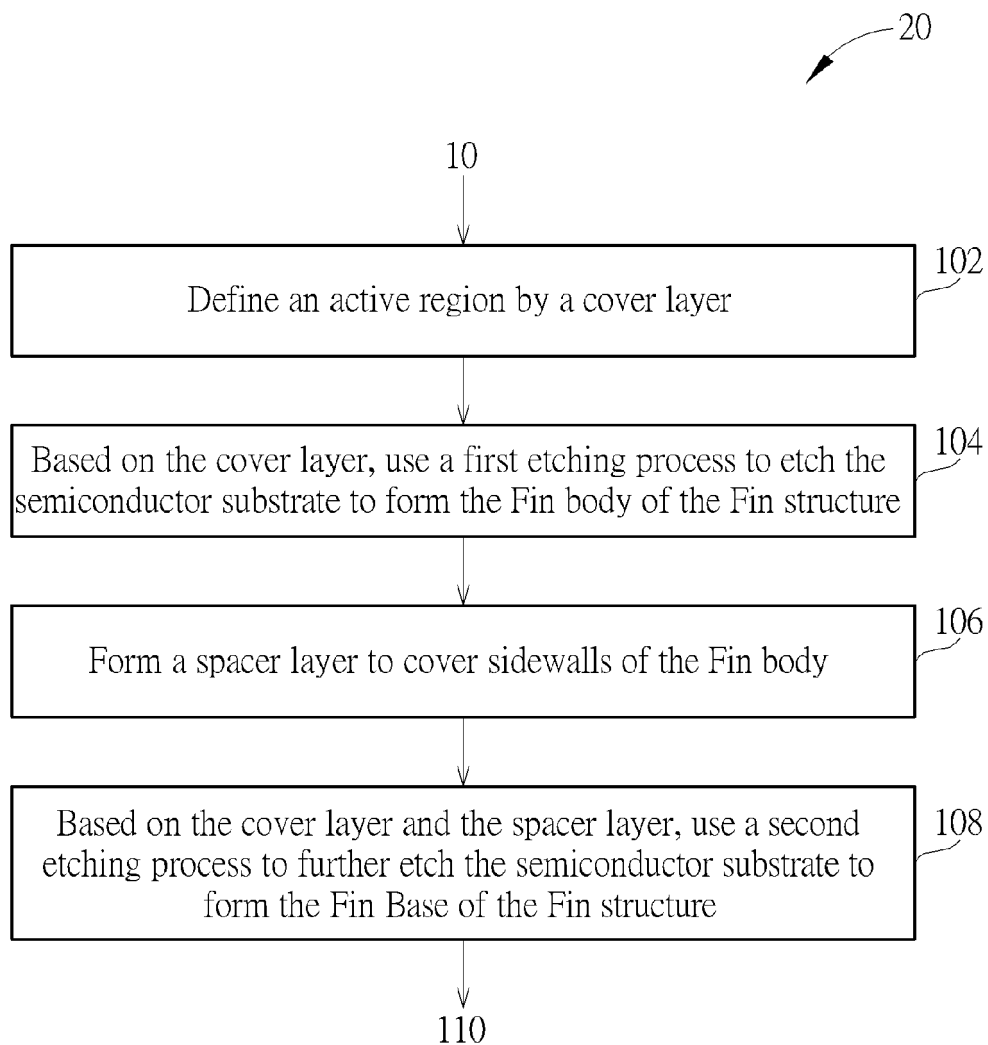 20
10
102
Define an active region by a cover layer
104
Based on the cover layer, use a first etching process to etch the
semiconductor substrate to form the Fin body of the Fin structure
106
Form a spacer layer to cover sidewalls of the Fin body
108
Based on the cover layer and the spacer layer, use a second
etching process to further etch the semiconductor substrate to
form the Fin Base of the Fin structure
110